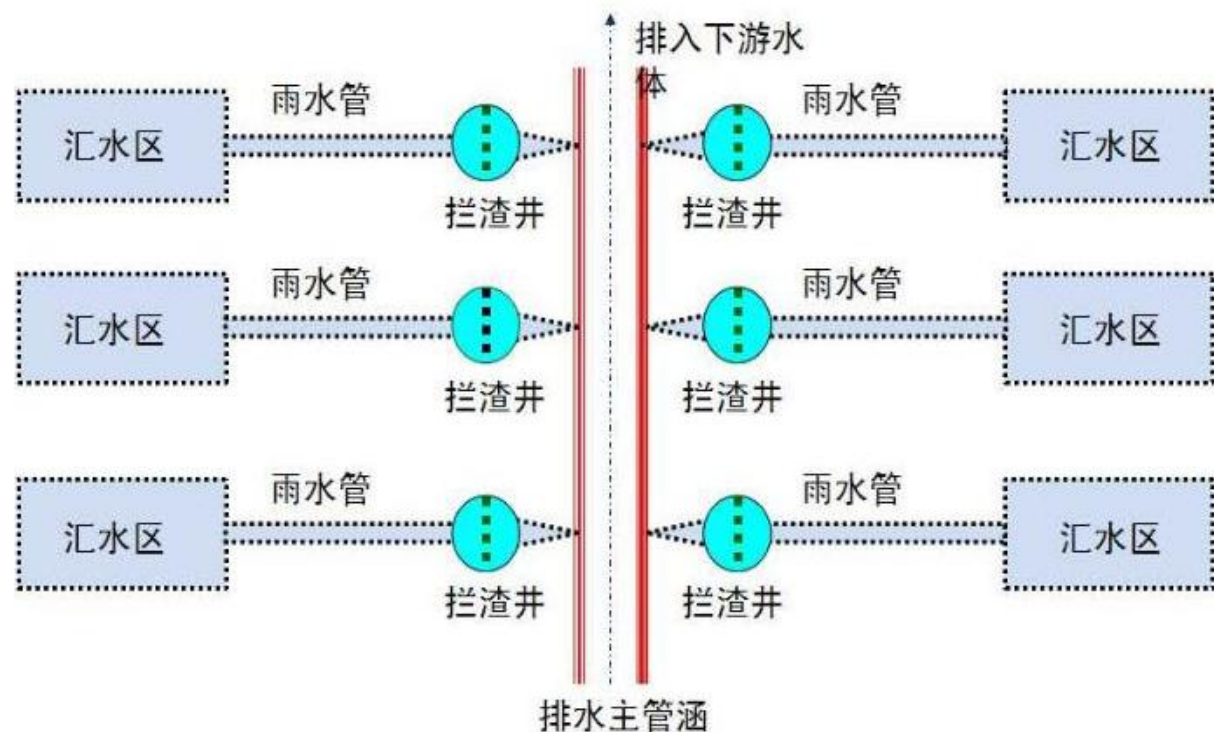 排入下游水
体
雨水管
雨水管
汇水区
汇水区
拦渣井
拦渣井
雨水管
雨水管
汇水区
汇水区
拦渣井
拦渣井
雨水管
雨水管
汇水区
汇水区
拦渣井
拦渣井
排水主管涵